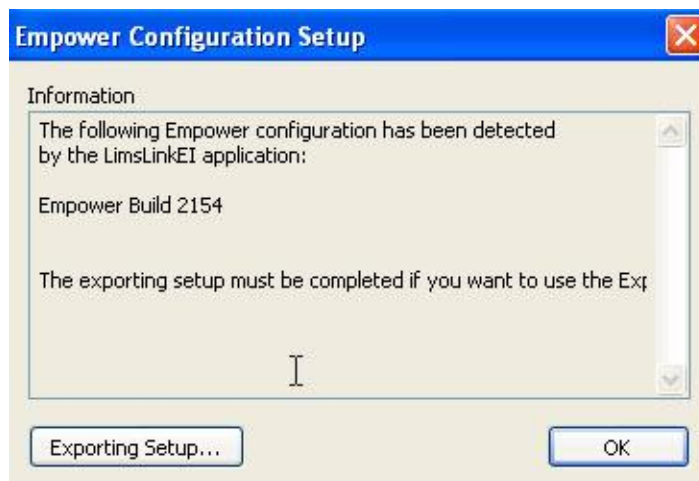 Empower Configuration Setup
Information
The following Empower configuration has been detected
by the LimsLinkEI application:
Empower Build 2154
The exporting setup must be completed if you want to use the Exp
Exporting Setup...
OK